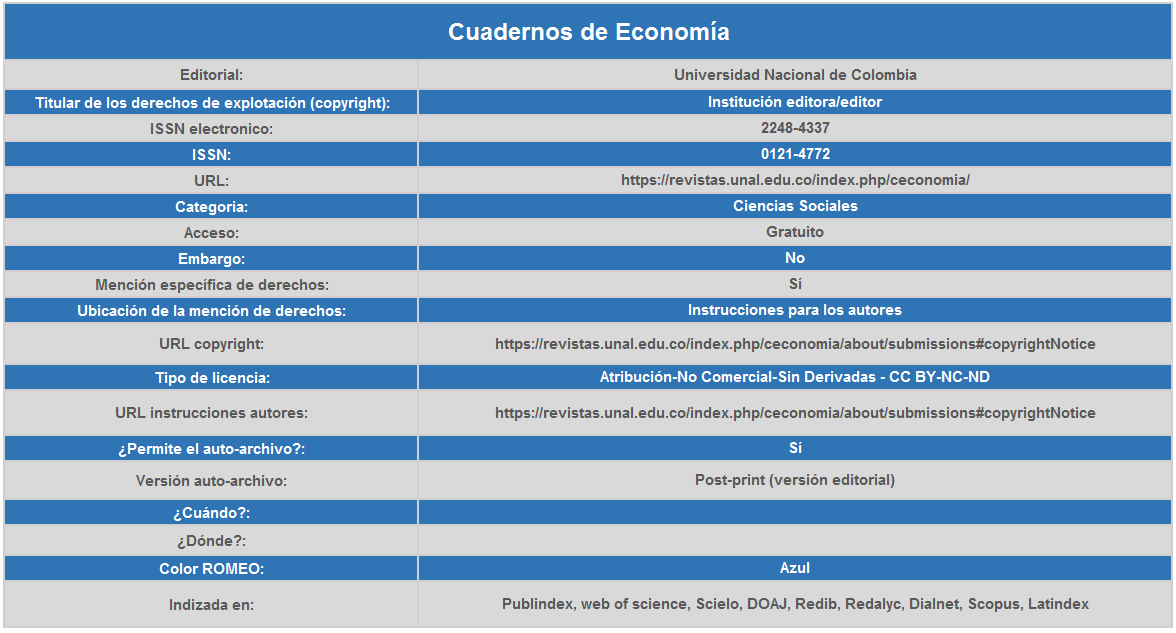 Cuadernos de Economía
Editorial: Universidad Nacional de Colombia
Titular de los derechos de explotación (copyright): Institución editora/editor
ISSN electronico: 2248-4337
ISSN: 0121-4772
URL: https://revistas.unal.edu.co/index.php/ceconomia/
Categoria: Ciencias Sociales
Acceso: Gratuito
Embargo: No
Mención específica de derechos: Sí
Ubicación de la mención de derechos: Instrucciones para los autores
URL copyright: https://revistas.unal.edu.co/index.php/ceconomia/about/submissions#copyrightNotice
Tipo de licencia: Atribución-No Comercial-Sin Derivadas - CC BY-NC-ND
URL instrucciones autores: https://revistas.unal.edu.co/index.php/ceconomia/about/submissions#copyrightNotice
¿Permite el auto-archivo?: Sí
Versión auto-archivo: Post-print (versión editorial)
¿Cuándo?:
¿Dónde?:
Color ROMEO: Azul
Indizada en: Publindex, web of science, Scielo, DOAJ, Redib, Redalyc, Dialnet, Scopus, Latindex